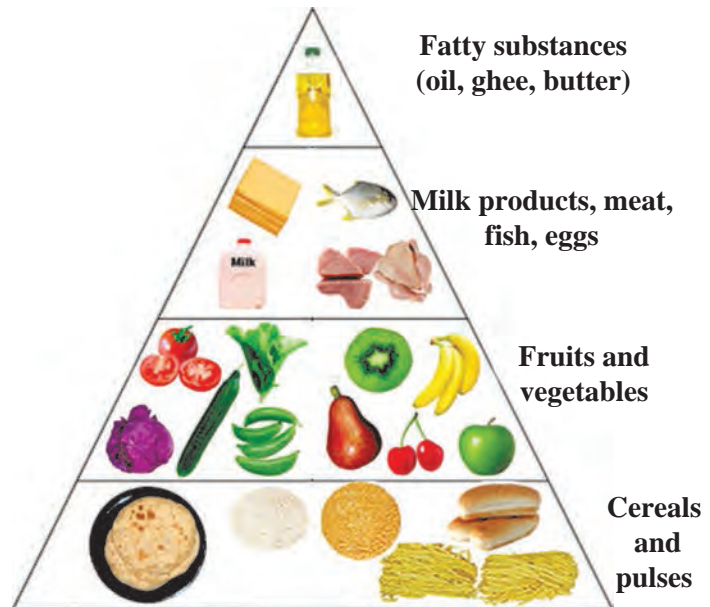 Fatty substances
(oil, ghee, butter)
Milk products, meat,
fish, eggs
Milk
Fruits and
vegetables
Cereals
and
pulses